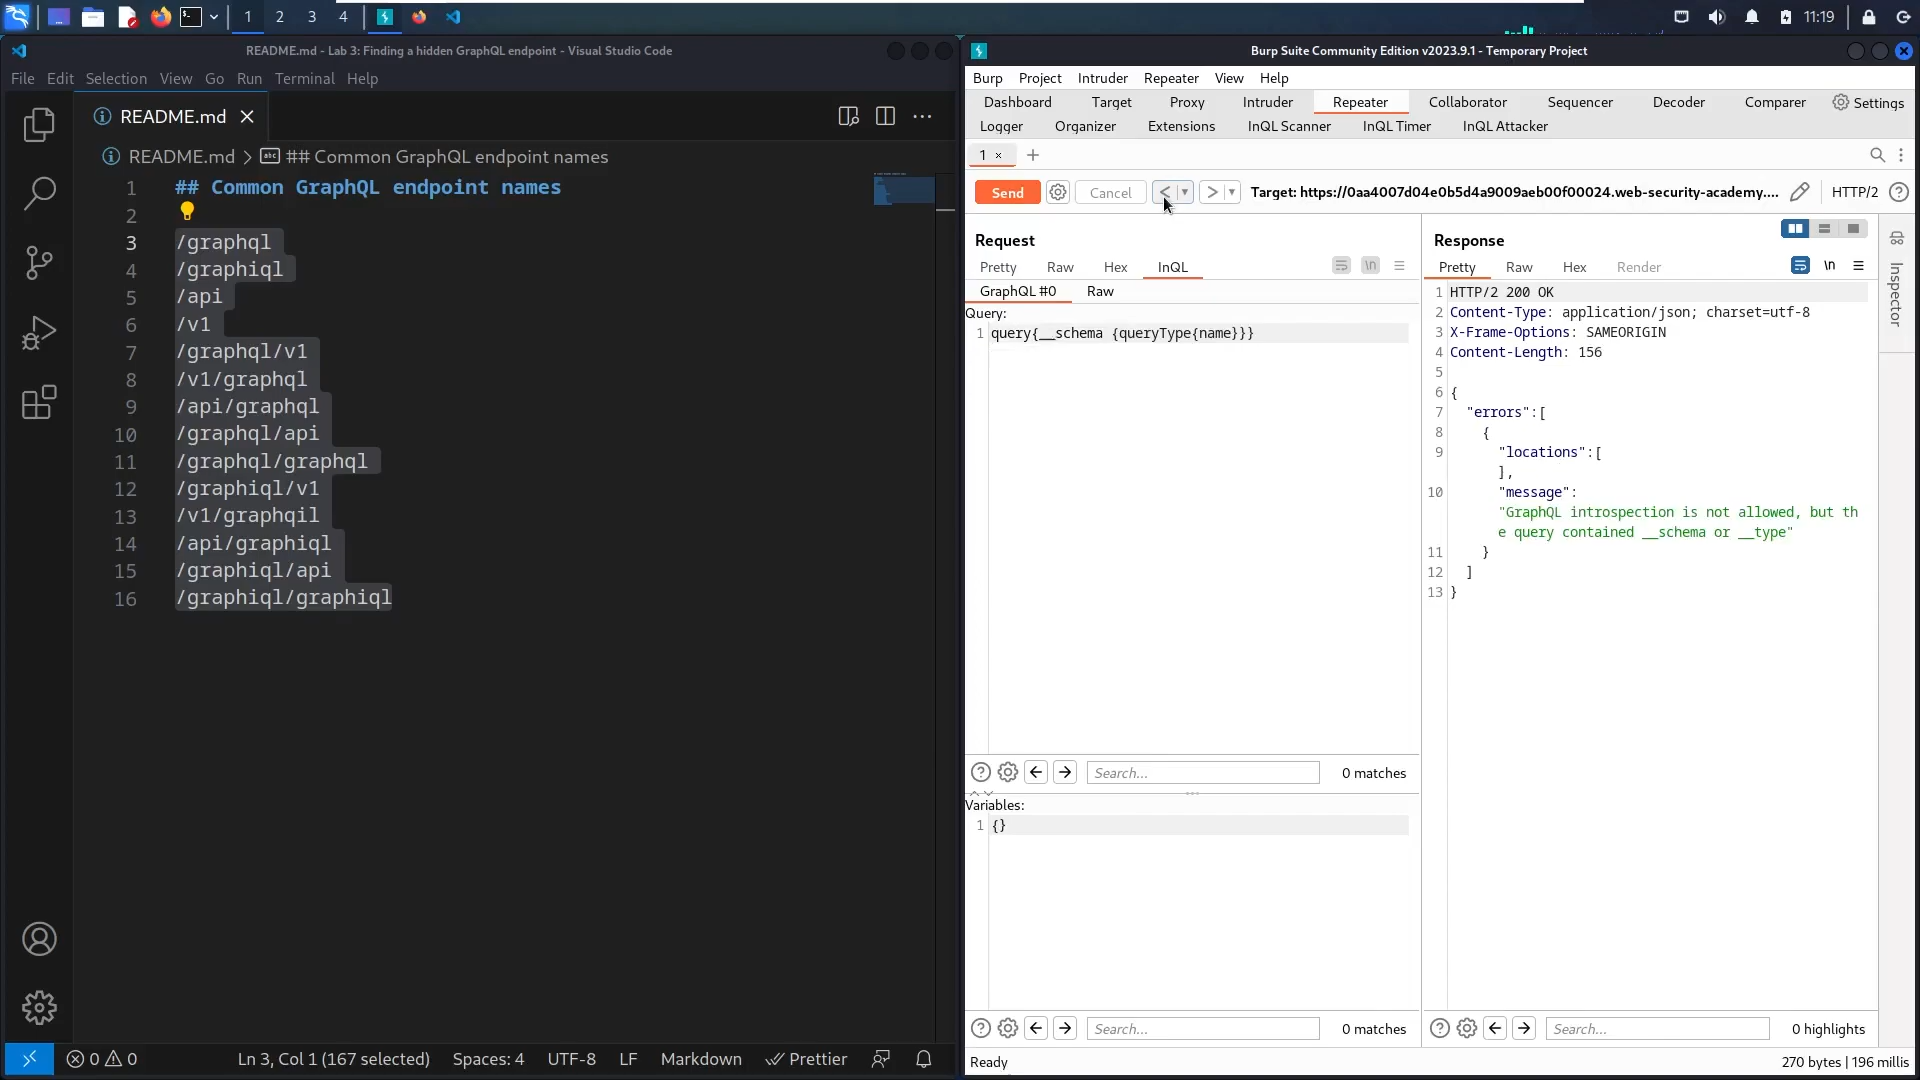 1 2 3 4
11:19
README.md - Lab 3: Finding a hidden GraphQL endpoint - Visual Studio Code
File Edit Selection View Go Run Terminal Help
README.md
README.md > ## Common GraphQL endpoint names
1 ## Common GraphQL endpoint names
2
3 /graphql
4 /graphiql
5 /api
6 /v1
7 /graphql/v1
8 /v1/graphql
9 /api/graphql
10 /graphql/api
11 /graphql/graphql
12 /graphiql/v1
13 /v1/graphqil
14 /api/graphiql
15 /graphiql/api
16 /graphiql/graphiql
0 0 Ln 3, Col 1 (167 selected) Spaces: 4 UTF-8 LF Markdown Prettier
Burp Suite Community Edition v2023.9.1 - Temporary Project
Burp Project Intruder Repeater View Help
Dashboard Target Proxy Intruder Repeater Collaborator Sequencer Decoder Comparer Settings
Logger Organizer Extensions InQL Scanner InQL Timer InQL Attacker
1 × +
Send Cancel < > Target: https://0aa4007d04e0b5d4a9009aeb00f00024.web-security-academy.... HTTP/2 ?
Request
Pretty Raw Hex InQL \n
GraphQL #0 Raw
Query:
1 query{__schema {queryType{name}}}
Search... 0 matches
Variables:
1 {}
Search... 0 matches
Response
Pretty Raw Hex Render \n
1 HTTP/2 200 OK
2 Content-Type: application/json; charset=utf-8
3 X-Frame-Options: SAMEORIGIN
4 Content-Length: 156
5
6 {
7 "errors":[
8 {
9 "locations":[
],
10 "message":
"GraphQL introspection is not allowed, but th
e query contained __schema or __type"
11 }
12 ]
13 }
Search... 0 highlights
Inspector
Ready 270 bytes | 196 millis